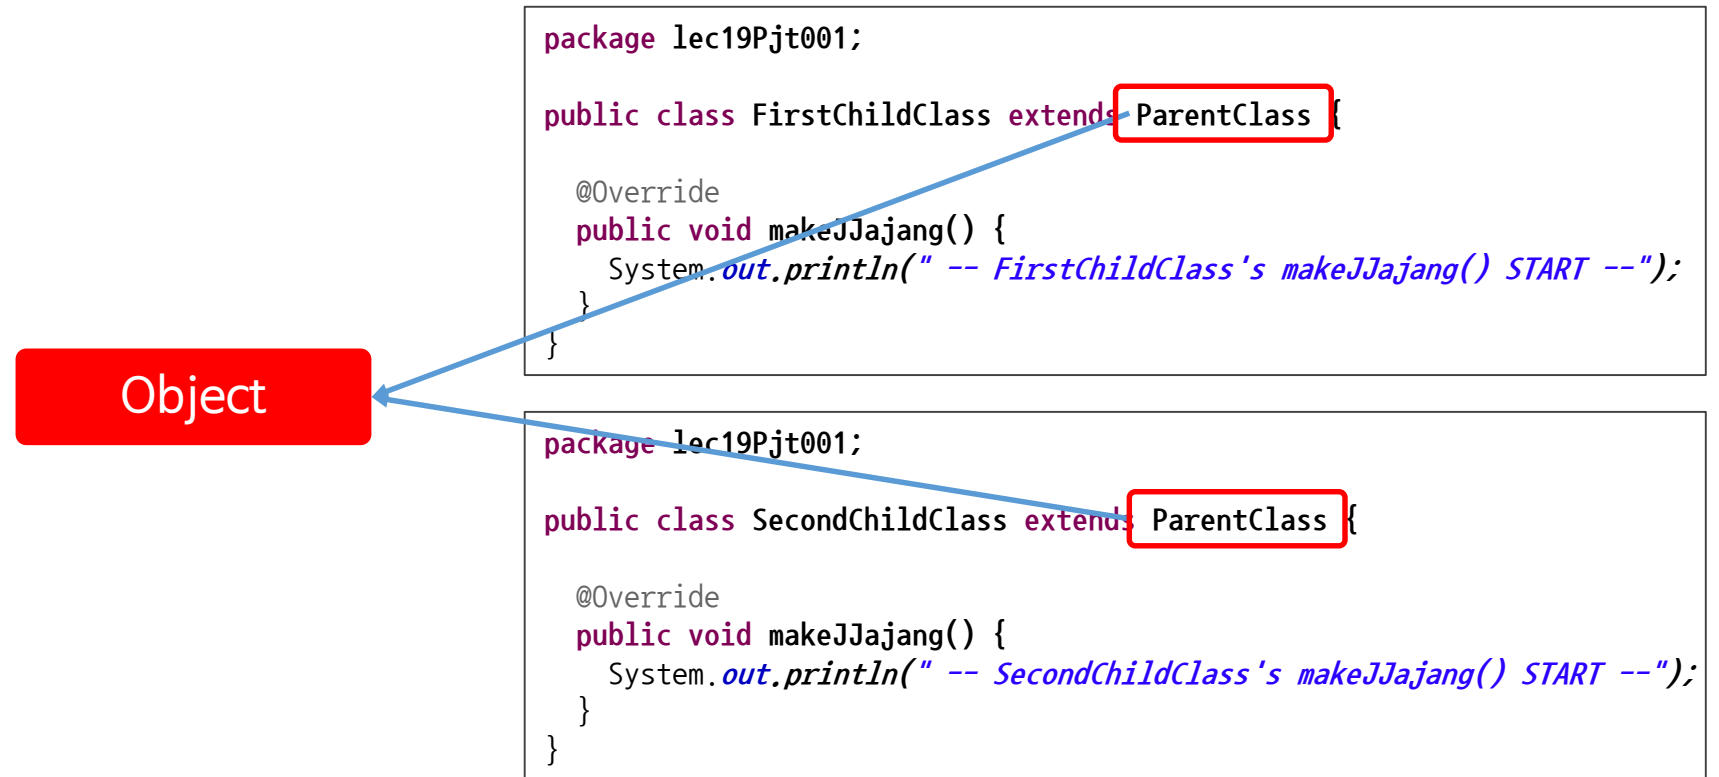 package lec19Pjt001;
public class FirstChildClass extends ParentClass {
@Override
public void makeJJajang() {
System.out.println(" -- FirstChildClass's makeJJajang() START --");
}
}
Object
package lec19Pjt001;
public class SecondChildClass extends ParentClass {
@Override
public void makeJJajang() {
System.out.println(" -- SecondChildClass's makeJJajang() START --");
}
}